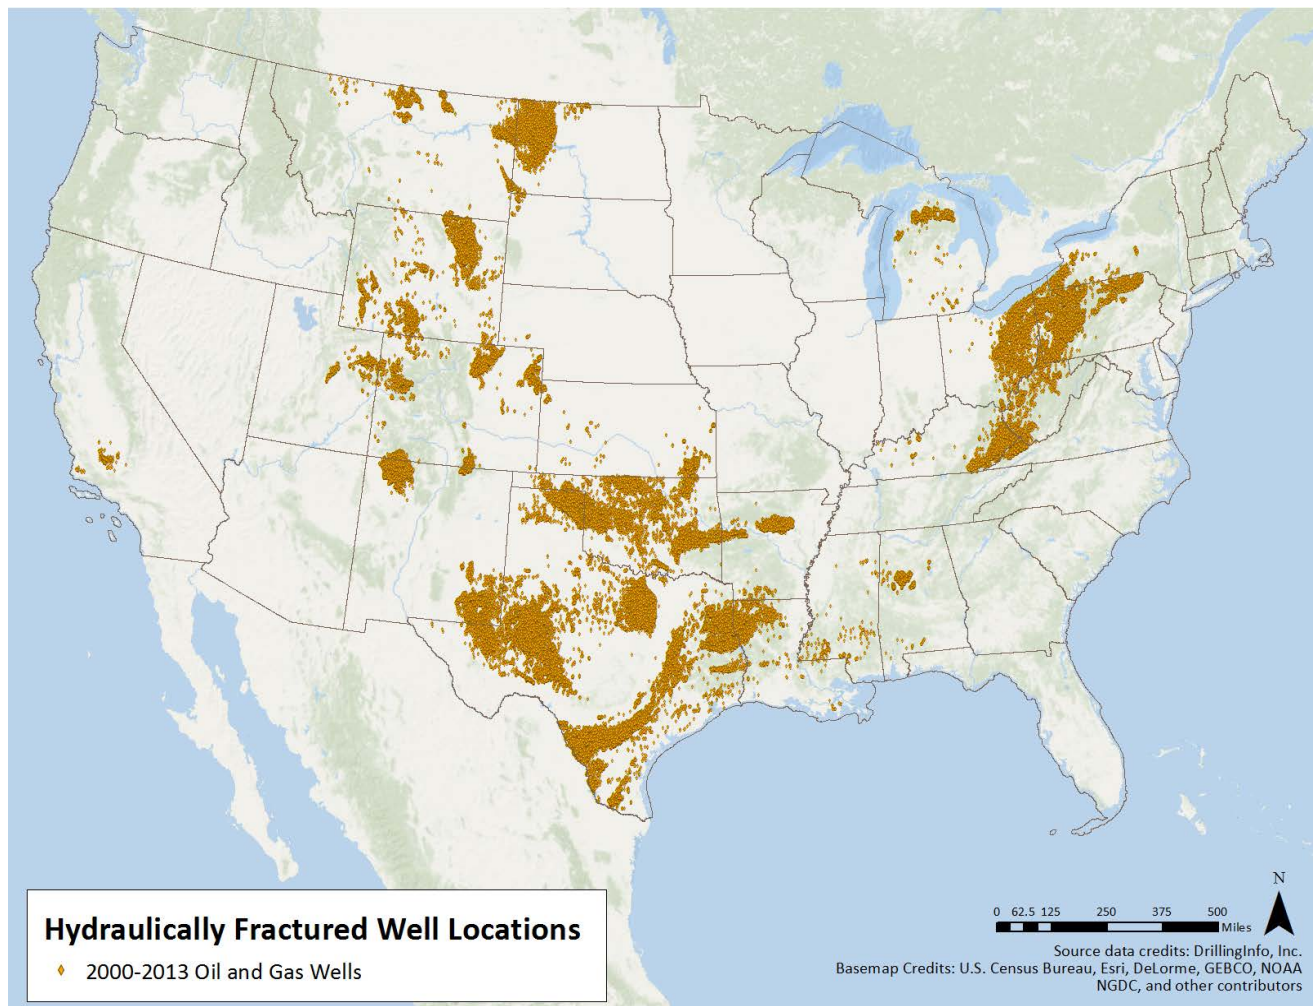 Hydraulically Fractured Well Locations
2000-2013 Oil and Gas Wells
N
0 62.5 125 250 375 500
Miles
Source data credits: DrillingInfo, Inc.
Basemap Credits: U.S. Census Bureau, Esri, DeLorme, GEBCO, NOAA
NGDC, and other contributors